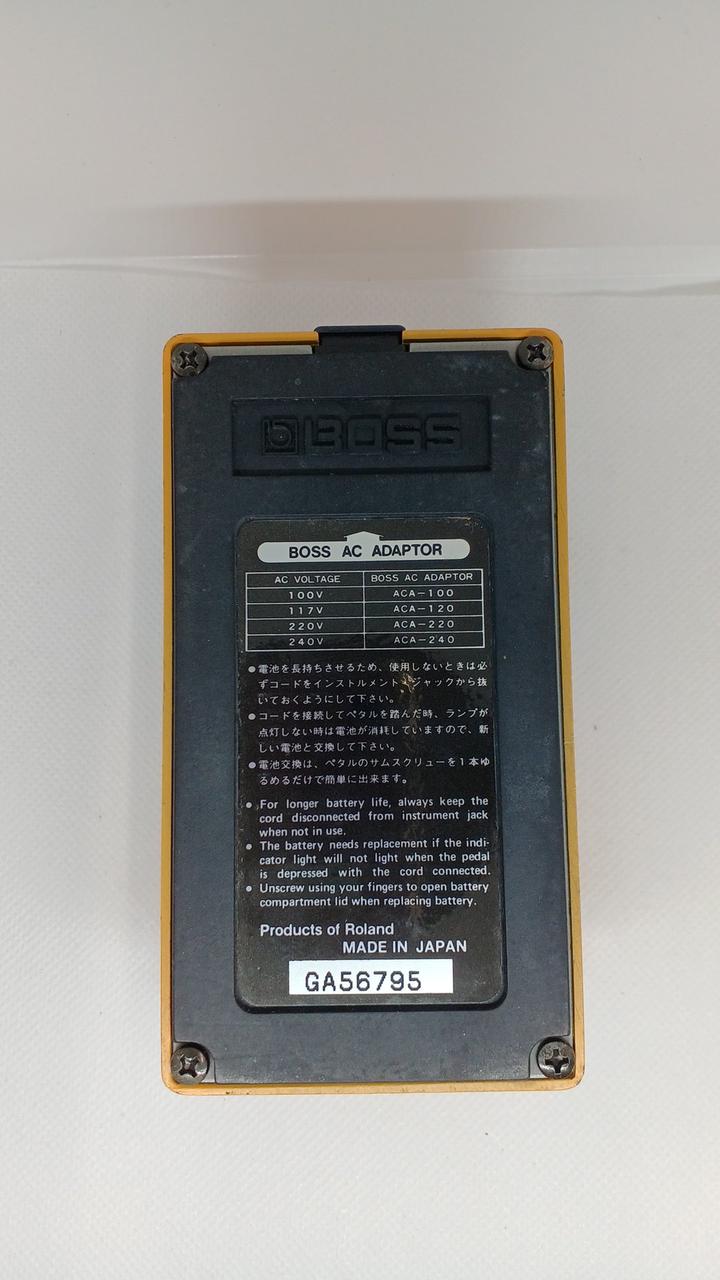 BOSS
BOSS AC ADAPTOR
AC VOLTAGE BOSS AC ADAPTOR
100V ACA-100
117V ACA-120
220V ACA-220
240V ACA-240
●電池を長持ちさせるため、使用しないときは必
ずコードをインストルメント・ジャックから抜
いておくようにして下さい。
●コードを接続してペタルを踏んだ時、ランプが
点灯しない時は電池が消耗していますので、新
しい電池と交換して下さい。
●電池交換は、ペタルのサムスクリューを1本ゆ
るめるだけで簡単に出来ます。
● For longer battery life, always keep the
cord disconnected from instrument jack
when not in use.
● The battery needs replacement if the indi-
cator light will not light when the pedal
is depressed with the cord connected.
● Unscrew using your fingers to open battery
compartment lid when replacing battery.
Products of Roland
MADE IN JAPAN
GA56795